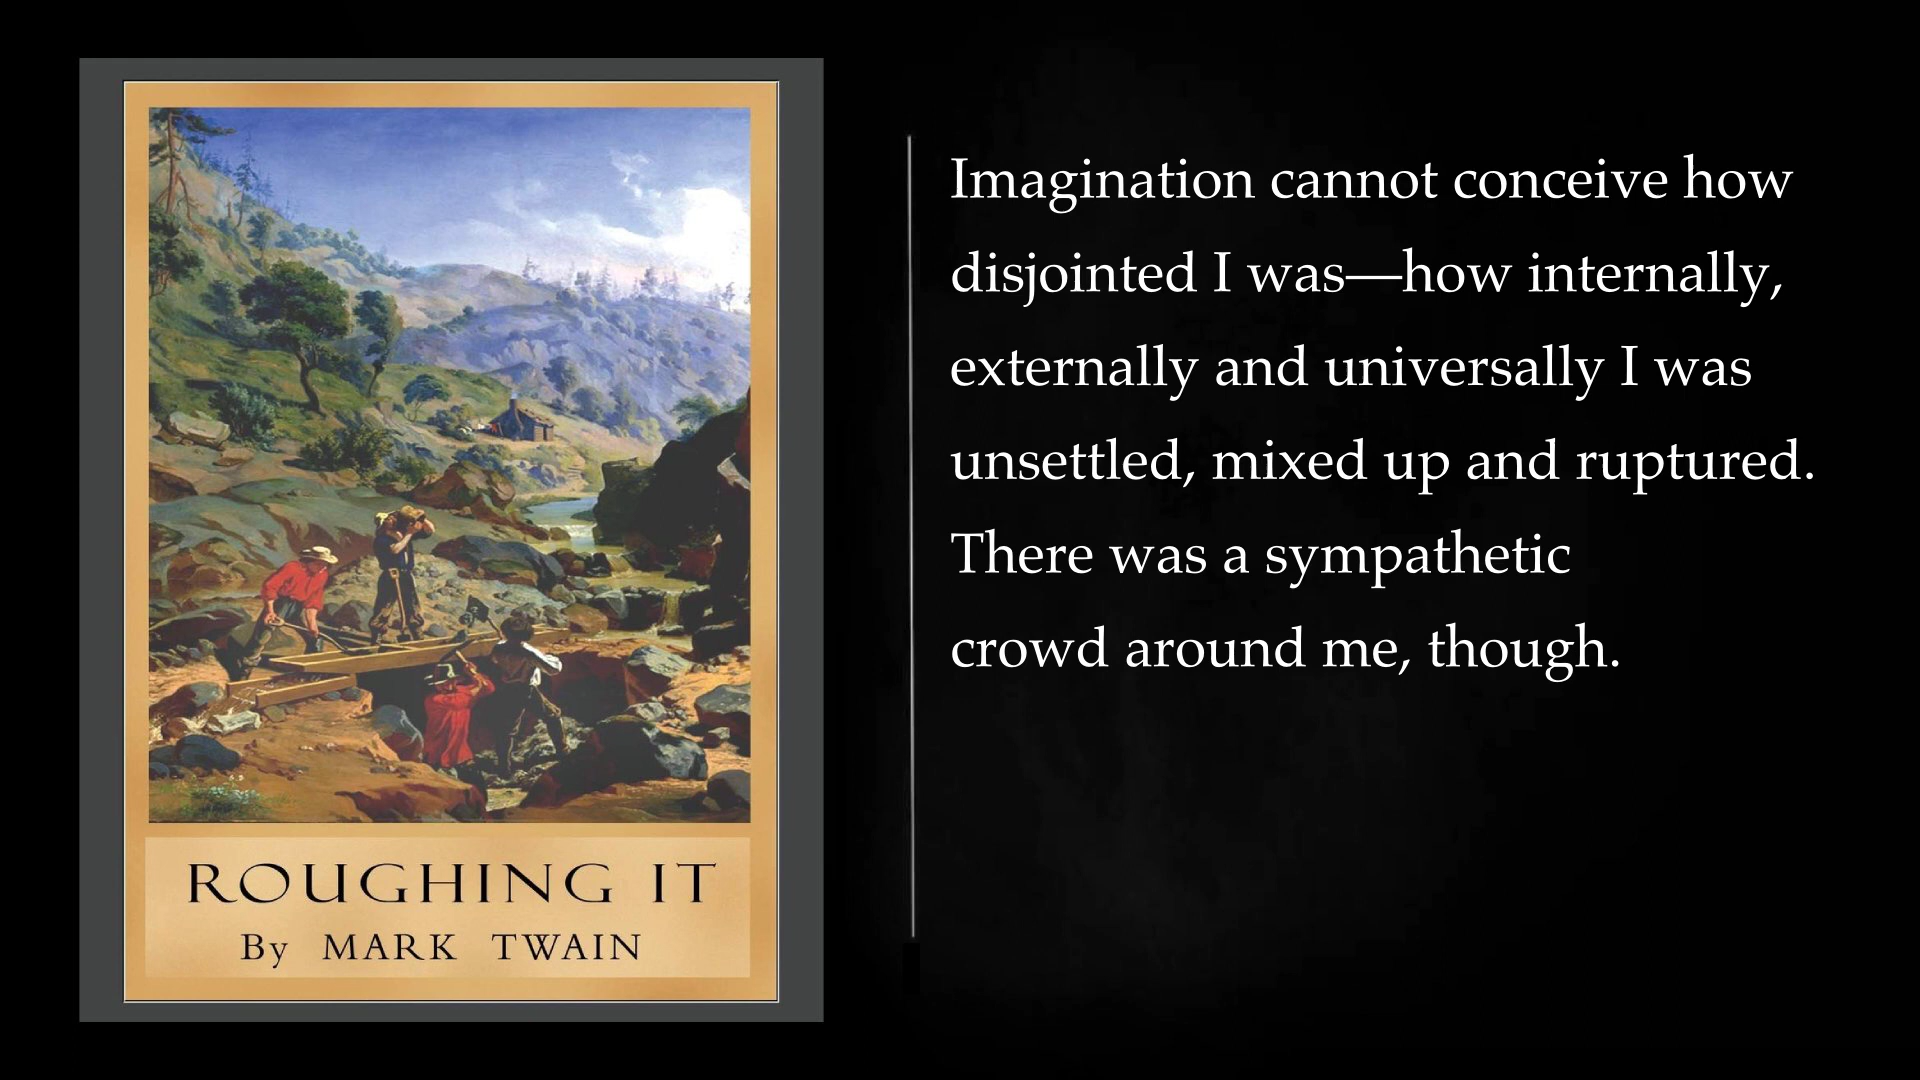 ROUGHING IT
By MARK TWAIN
Imagination cannot conceive how
disjointed I was—how internally,
externally and universally I was
unsettled, mixed up and ruptured.
There was a sympathetic
crowd around me, though.